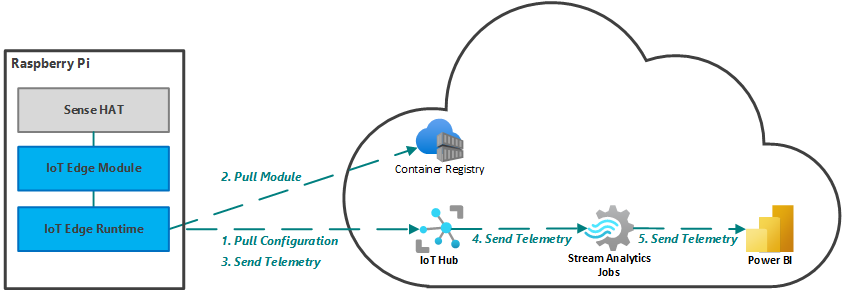 Raspberry Pi
Sense HAT
IoT Edge Module
IoT Edge Runtime
2. Pull Module
Container Registry
1. Pull Configuration
3. Send Telemetry
IoT Hub
4. Send Telemetry
Stream Analytics
Jobs
5. Send Telemetry
Power BI